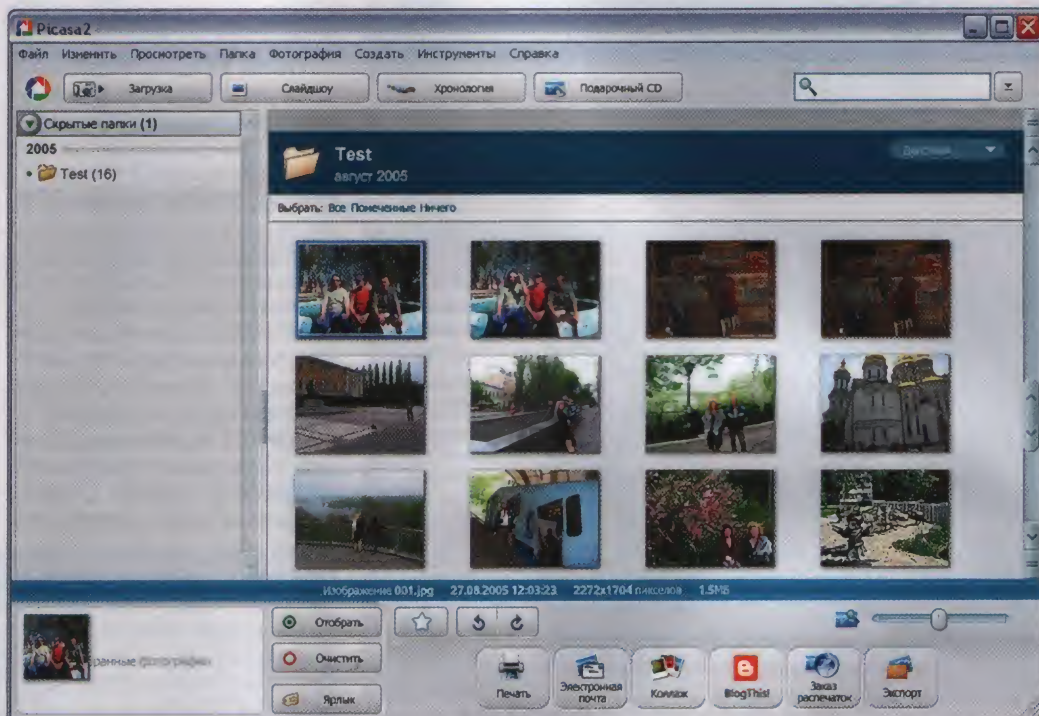 Picasa2
Файл Изменить Просмотреть Папка Фотография Создать Инструменты Справка
Загрузка Слайдшоу Хронология Подарочный CD
Скрытые папки (1)
2005
Test (16)
Test
август 2005
Выбрать: Все Помеченные Ничего
Изображение 001.jpg 27.08.2005 12:03:23 2272x1704 пикселов 1.5МБ
Отобрать
Очистить
Ярлык
фотографии
Печать
Электронная почта
Коллаж
BlogThis!
Заказ распечаток
Экспорт